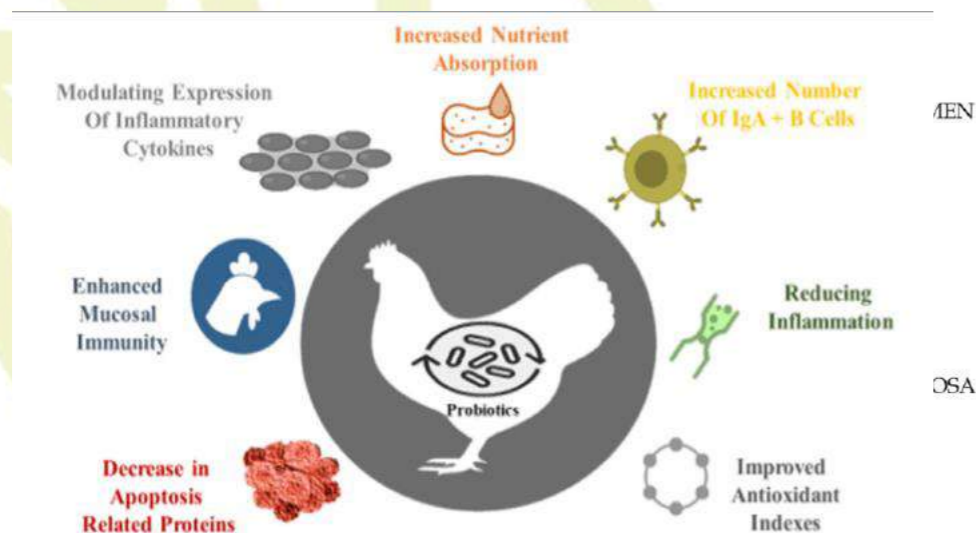 Increased Nutrient
Absorption
Modulating Expression
Of Inflammatory
Cytokines
Increased Number
Of IgA + B Cells
Enhanced
Mucosal
Immunity
Reducing
Inflammation
Probiotics
Decrease in
Apoptosis
Related Proteins
Improved
Antioxidant
Indexes